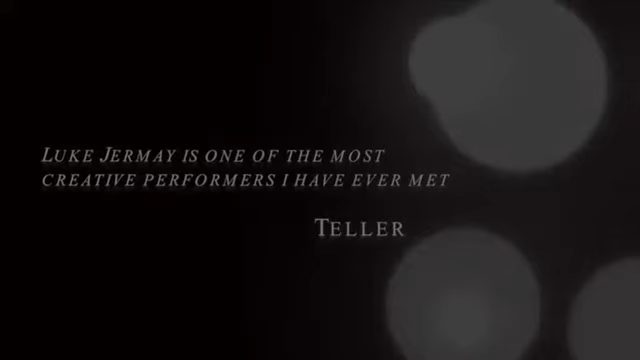 LUKE JERMAY IS ONE OF THE MOST
CREATIVE PERFORMERS I HAVE EVER MET
TELLER